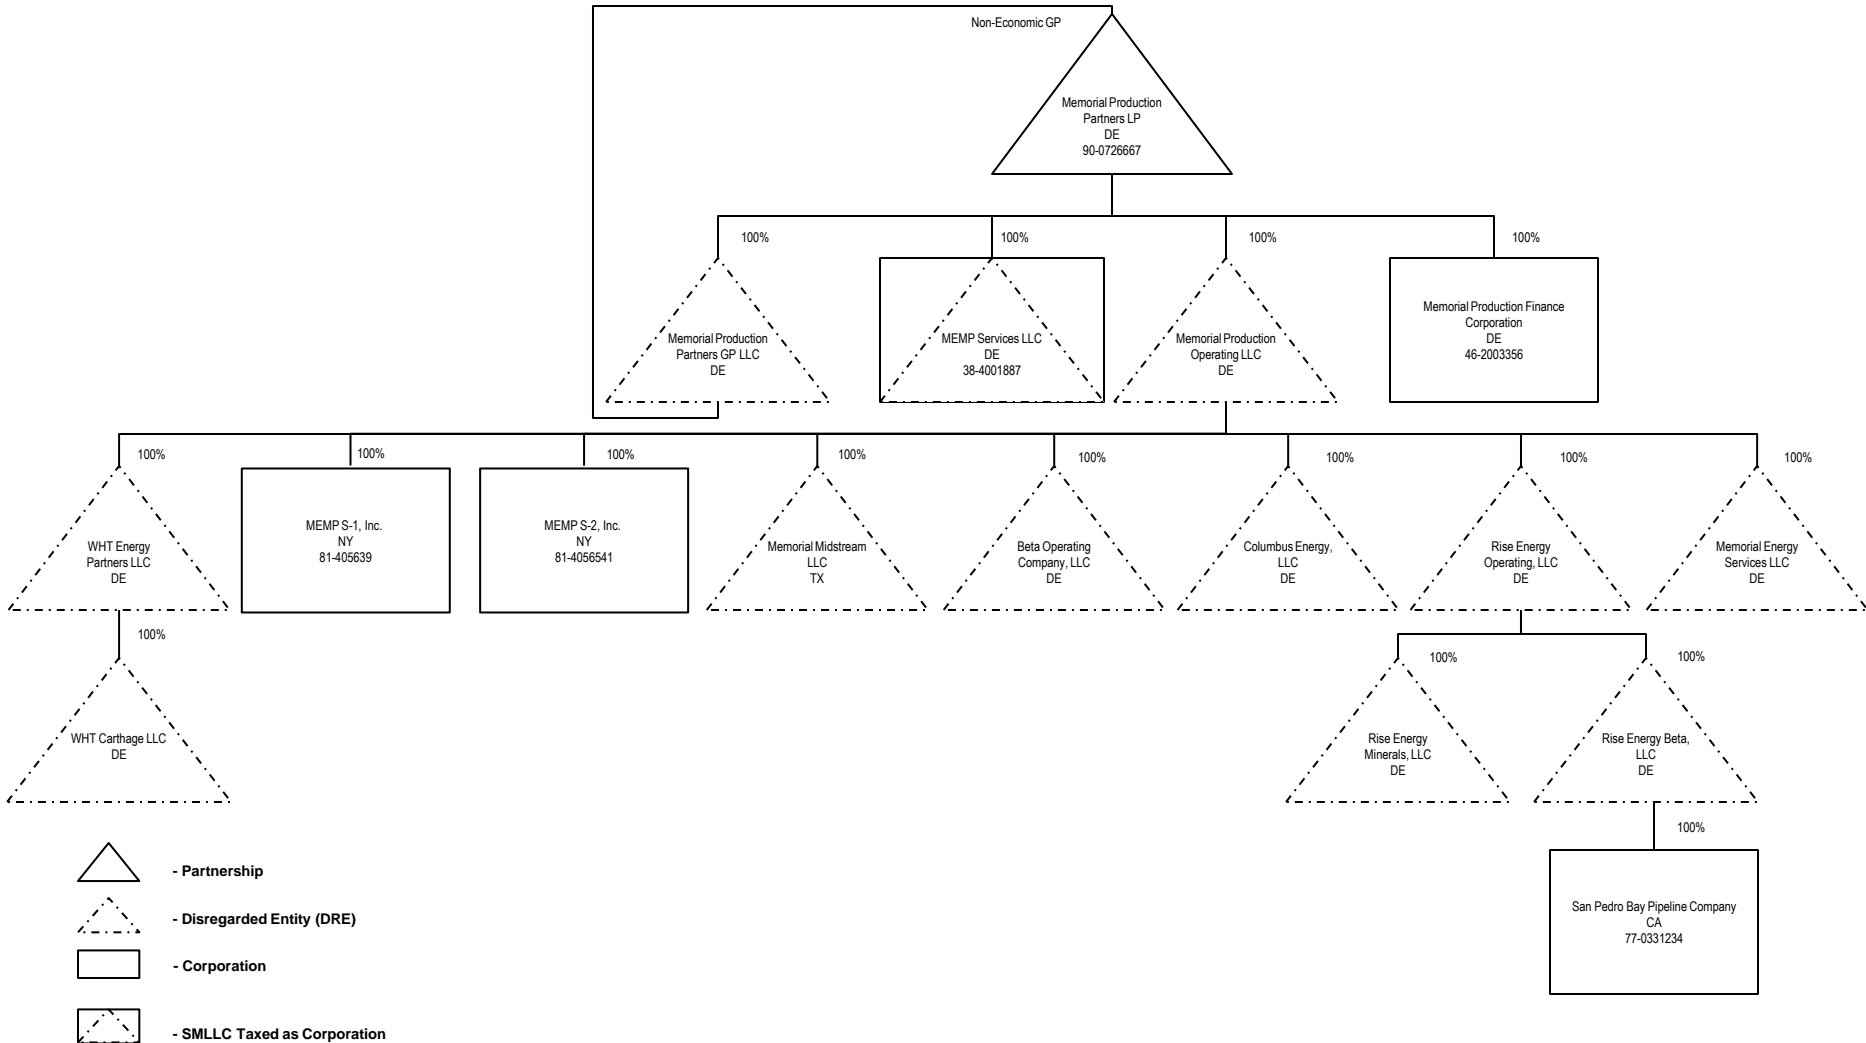 Non-Economic GP
Memorial Production
Partners LP
DE
90-0726667
100%
100%
100%
100%
Memorial Production
Partners GP LLC
DE
MEMP Services LLC
DE
38-4001887
Memorial Production
Operating LLC
DE
Memorial Production Finance
Corporation
DE
46-2003356
100%
100%
100%
100%
100%
100%
100%
100%
WHT Energy
Partners LLC
DE
MEMP S-1, Inc.
NY
81-405639
MEMP S-2, Inc.
NY
81-4056541
Memorial Midstream
LLC
TX
Beta Operating
Company, LLC
DE
Columbus Energy,
LLC
DE
Rise Energy
Operating, LLC
DE
Memorial Energy
Services LLC
DE
100%
100%
100%
WHT Carthage LLC
DE
Rise Energy
Minerals, LLC
DE
Rise Energy Beta,
LLC
DE
100%
San Pedro Bay Pipeline Company
CA
77-0331234
- Partnership
- Disregarded Entity (DRE)
- Corporation
- SMLLC Taxed as Corporation